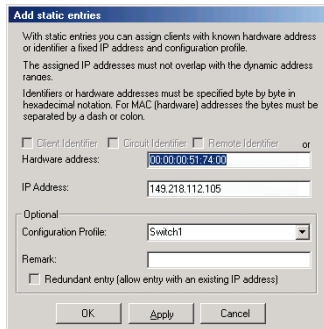 Add static entries
With static entries you can assign clients with known hardware address
or identifier a fixed IP address and configuration profile.
The assigned IP addresses must not overlap with the dynamic address
ranges.
Identifiers or hardware addresses must be specified byte by byte in
hexadecimal notation. For MAC (hardware) addresses the bytes must be
separated by a dash or colon.
Client Identifier Circuit Identifier Remote Identifier or
Hardware address: 00:00:00:51:74:00
IP Address: 149.218.112.105
Optional
Configuration Profile: Switch1
Remark:
Redundant entry (allow entry with an existing IP address)
OK Apply Cancel